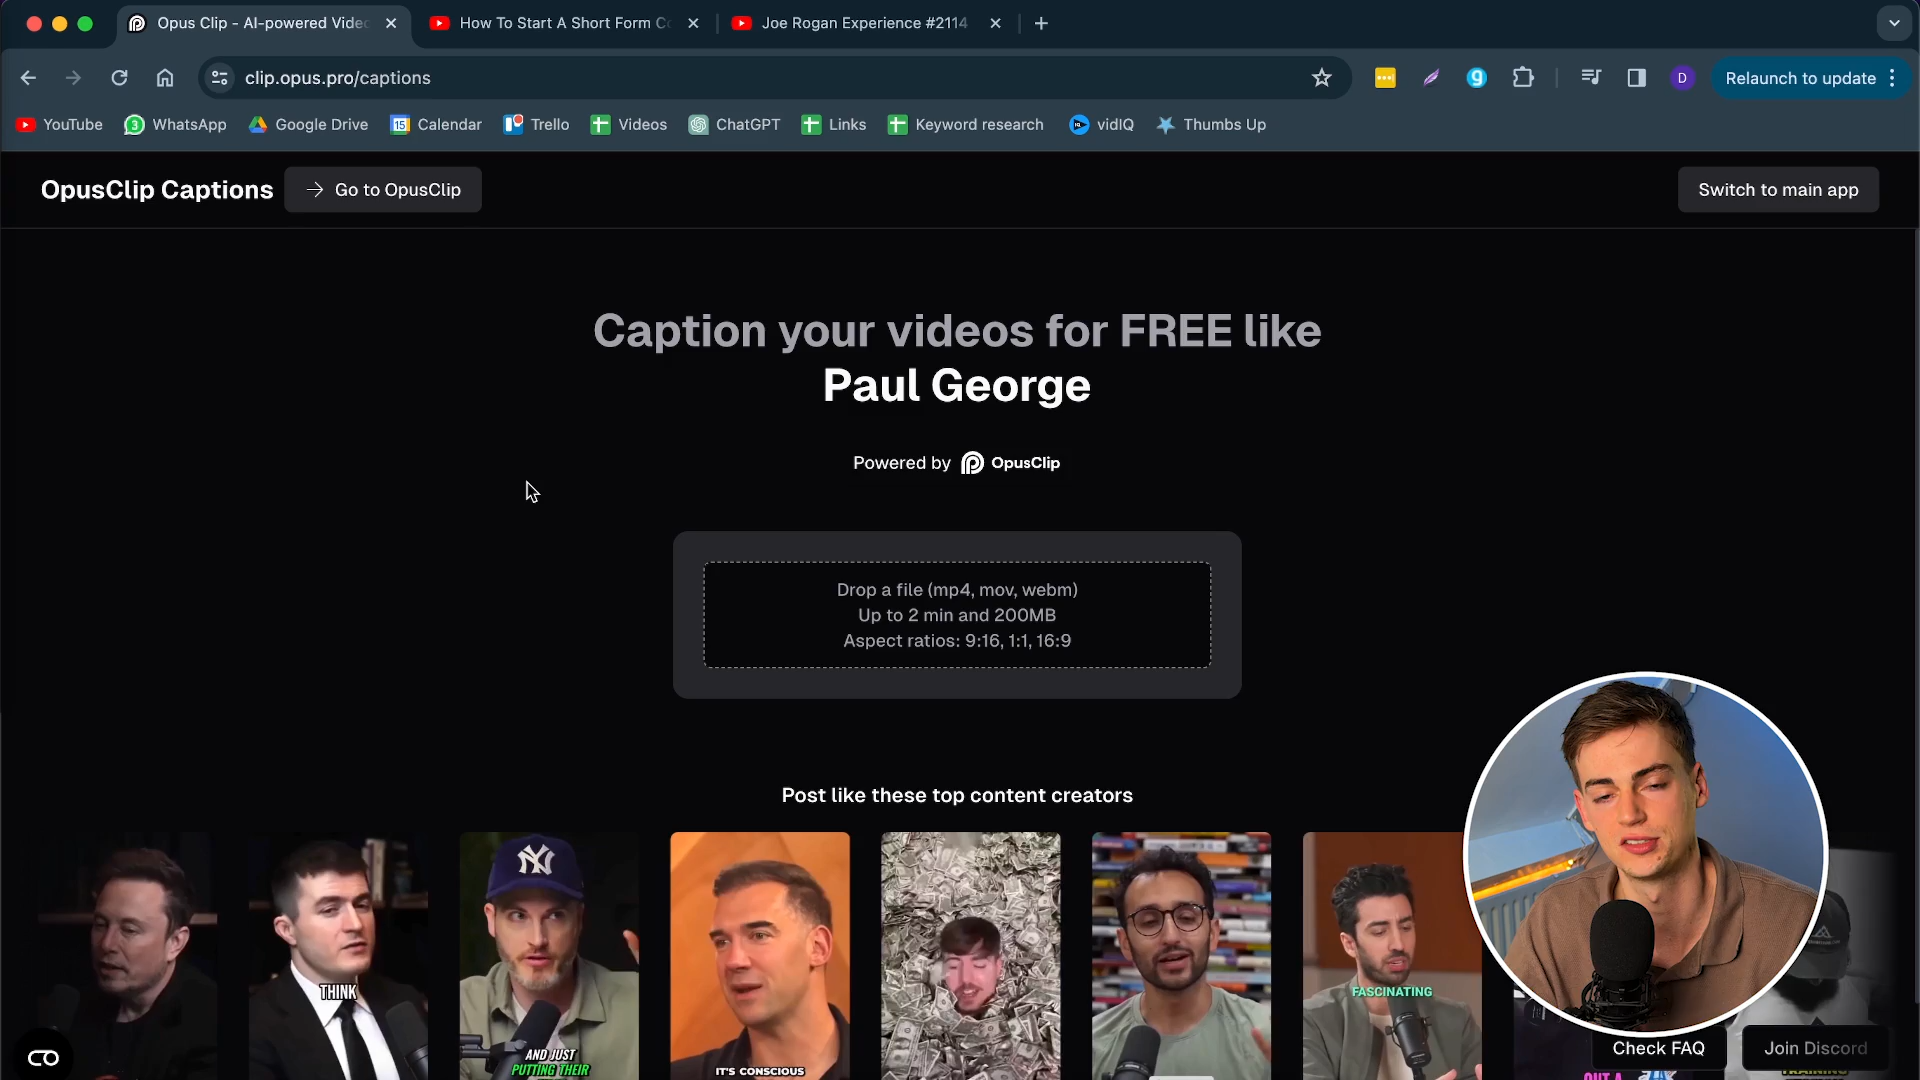 Opus Clip - AI-powered Vide
How To Start A Short Form C
Joe Rogan Experience #2114
clip.opus.pro/captions
D
Relaunch to update
YouTube
3
WhatsApp
Google Drive
15
Calendar
Trello
Videos
ChatGPT
Links
Keyword research
vidIQ
Thumbs Up
OpusClip Captions
Go to OpusClip
Switch to main app
Caption your videos for FREE like
Paul George
Powered by OpusClip
Drop a file (mp4, mov, webm)
Up to 2 min and 200MB
Aspect ratios: 9:16, 1:1, 16:9
Post like these top content creators
THINK
AND JUST
PUTTING THEIR
IT'S CONSCIOUS
FASCINATING
OUT A
TRAINING
Check FAQ
Join Discord